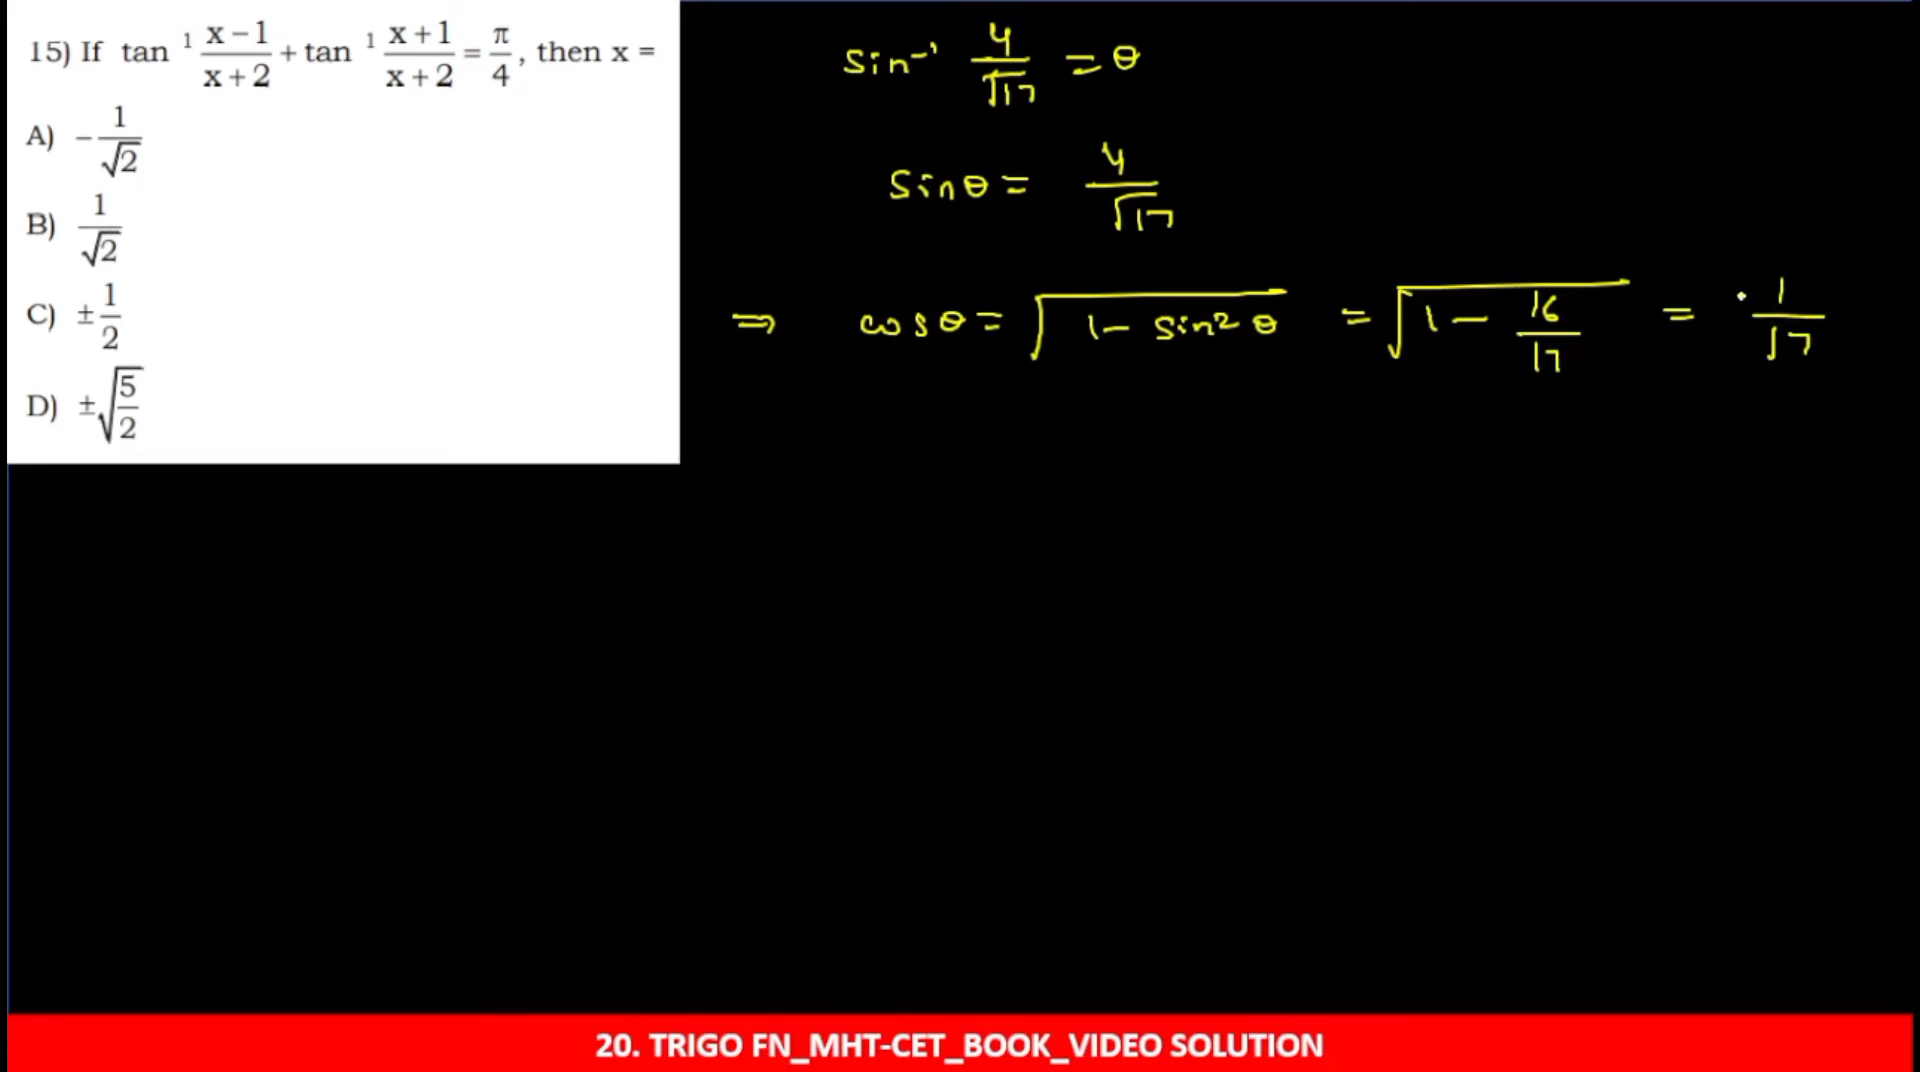 15) If tan ¹ (x−1)/(x+2) + tan ¹ (x+1)/(x+2) = π/4, then x =
A) −1/√2
B) 1/√2
C) ±1/2
D) ±√(5/2)
sin⁻¹ 4/√17 = θ
sinθ = 4/√17
⇒ cosθ = √(1− sin²θ) = √(1 − 16/17) = 1/√7
20. TRIGO FN_MHT-CET_BOOK_VIDEO SOLUTION